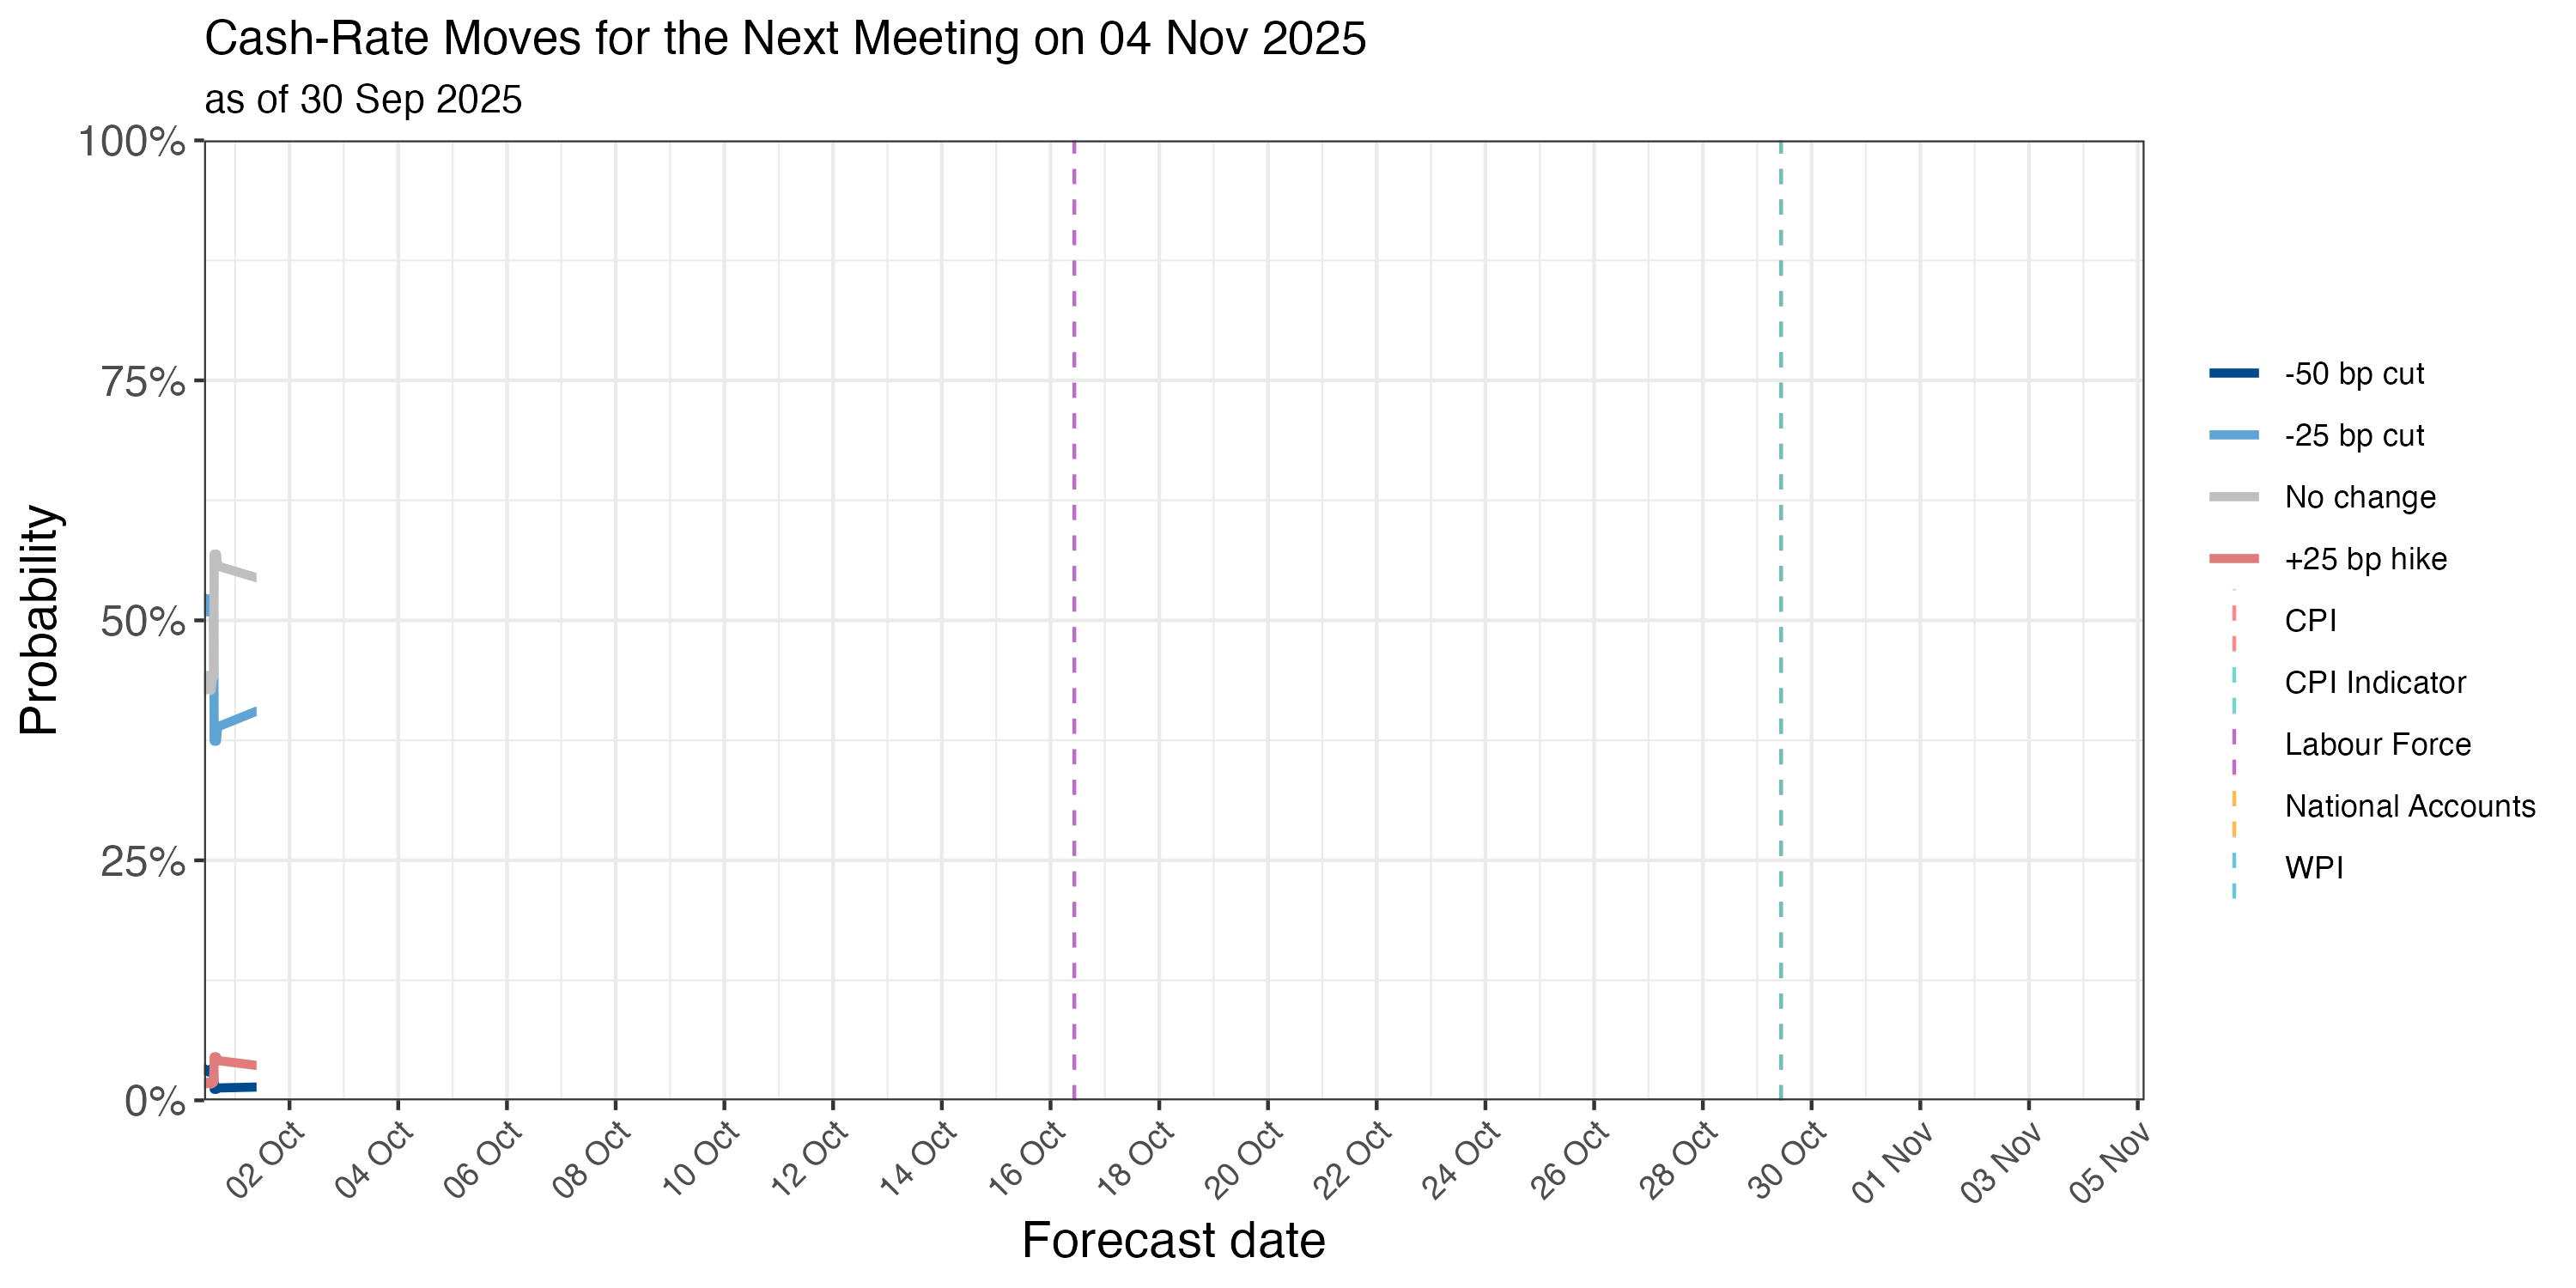 Cash-Rate Moves for the Next Meeting on 04 Nov 2025
as of 30 Sep 2025
Probability
100%
75%
50%
25%
0%
02 Oct
04 Oct
06 Oct
08 Oct
10 Oct
12 Oct
14 Oct
16 Oct
18 Oct
20 Oct
22 Oct
24 Oct
26 Oct
28 Oct
30 Oct
01 Nov
03 Nov
05 Nov
Forecast date
-50 bp cut
-25 bp cut
No change
+25 bp hike
CPI
CPI Indicator
Labour Force
National Accounts
WPI